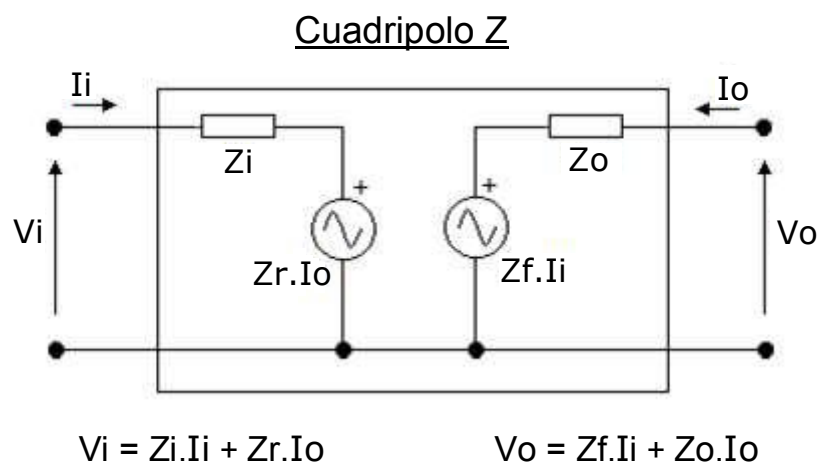 Cuadripolo Z
Ii
Io
Zi
Zo
+
+
Vi
Vo
Zr.Io
Zf.Ii
Vi = Zi.Ii + Zr.Io
Vo = Zf.Ii + Zo.Io